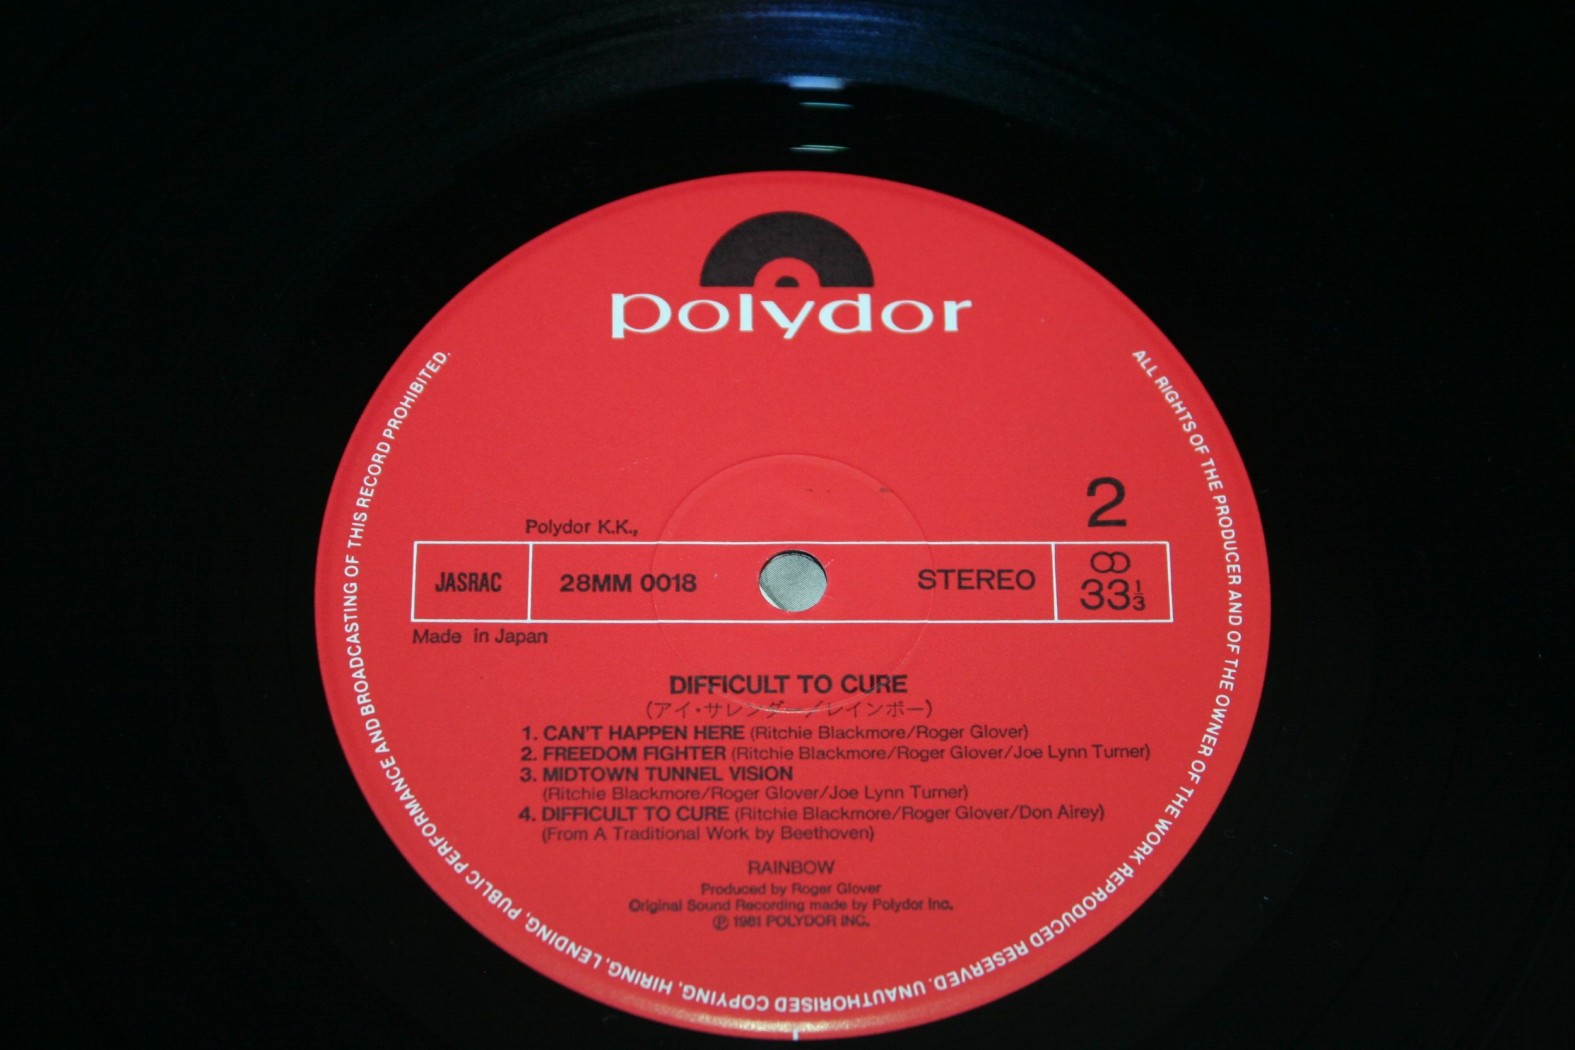 polydor
2
Polydor K.K.,
JASRAC
28MM 0018
STEREO
33 1/3
Made in Japan
DIFFICULT TO CURE
(アイ・サレンダー/レインボー)
1. CAN'T HAPPEN HERE (Ritchie Blackmore/Roger Glover)
2. FREEDOM FIGHTER (Ritchie Blackmore/Roger Glover/Joe Lynn Turner)
3. MIDTOWN TUNNEL VISION
(Ritchie Blackmore/Roger Glover/Joe Lynn Turner)
4. DIFFICULT TO CURE (Ritchie Blackmore/Roger Glover/Don Airey)
(From A Traditional Work by Beethoven)
RAINBOW
Produced by Roger Glover
Original Sound Recording made by Polydor Inc.
Ⓟ 1981 POLYDOR INC.
ALL RIGHTS OF THE PRODUCER AND OF THE OWNER OF THE WORK REPRODUCED RESERVED. UNAUTHORISED COPYING, HIRING, LENDING, PUBLIC PERFORMANCE AND BROADCASTING OF THIS RECORD PROHIBITED.